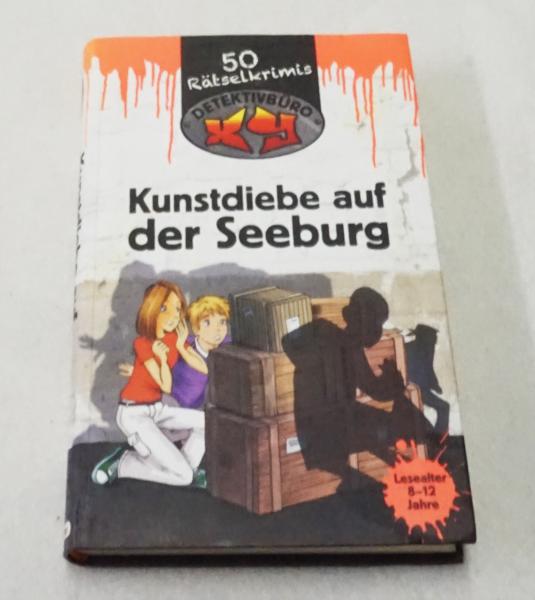 50
Rätselkrimis
DETEKTIVBÜRO
XY
Kunstdiebe auf
der Seeburg
Lesealter
8–12
Jahre